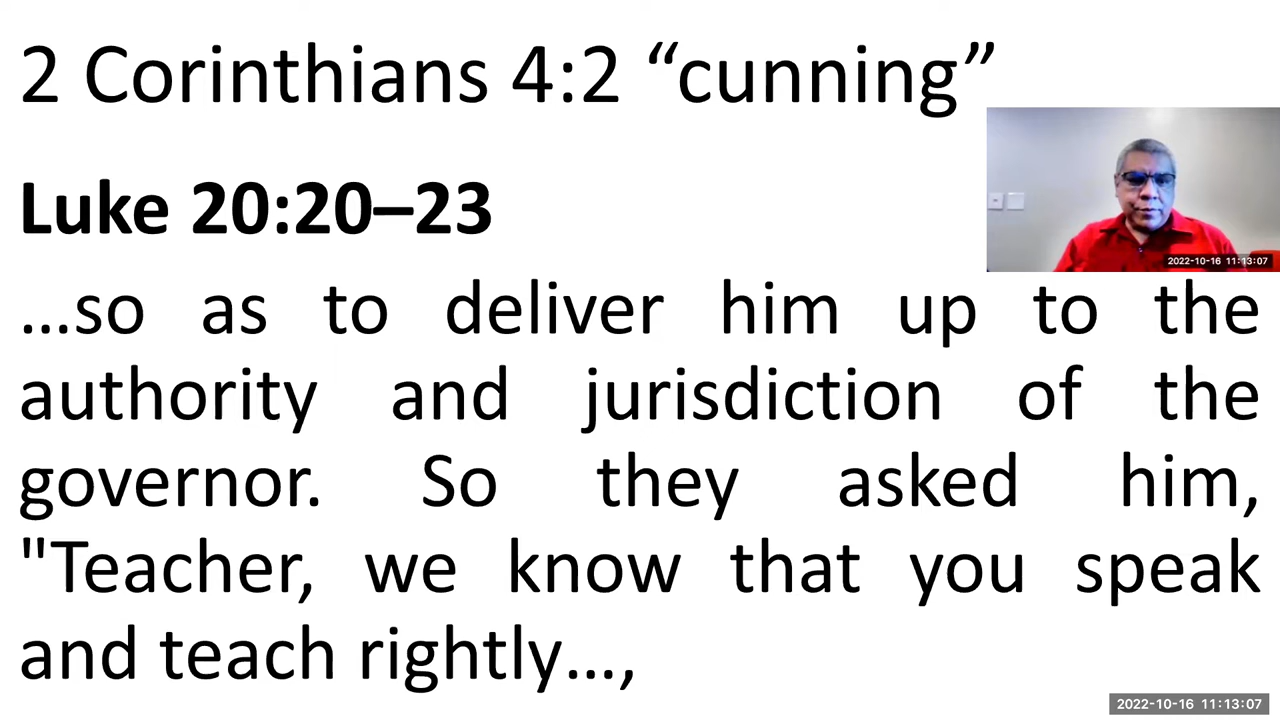 2 Corinthians 4:2 “cunning”
Luke 20:20–23
2022-10-16 11:13:07
...so as to deliver him up to the
authority and jurisdiction of the
governor. So they asked him,
"Teacher, we know that you speak
and teach rightly...,
2022-10-16 11:13:07